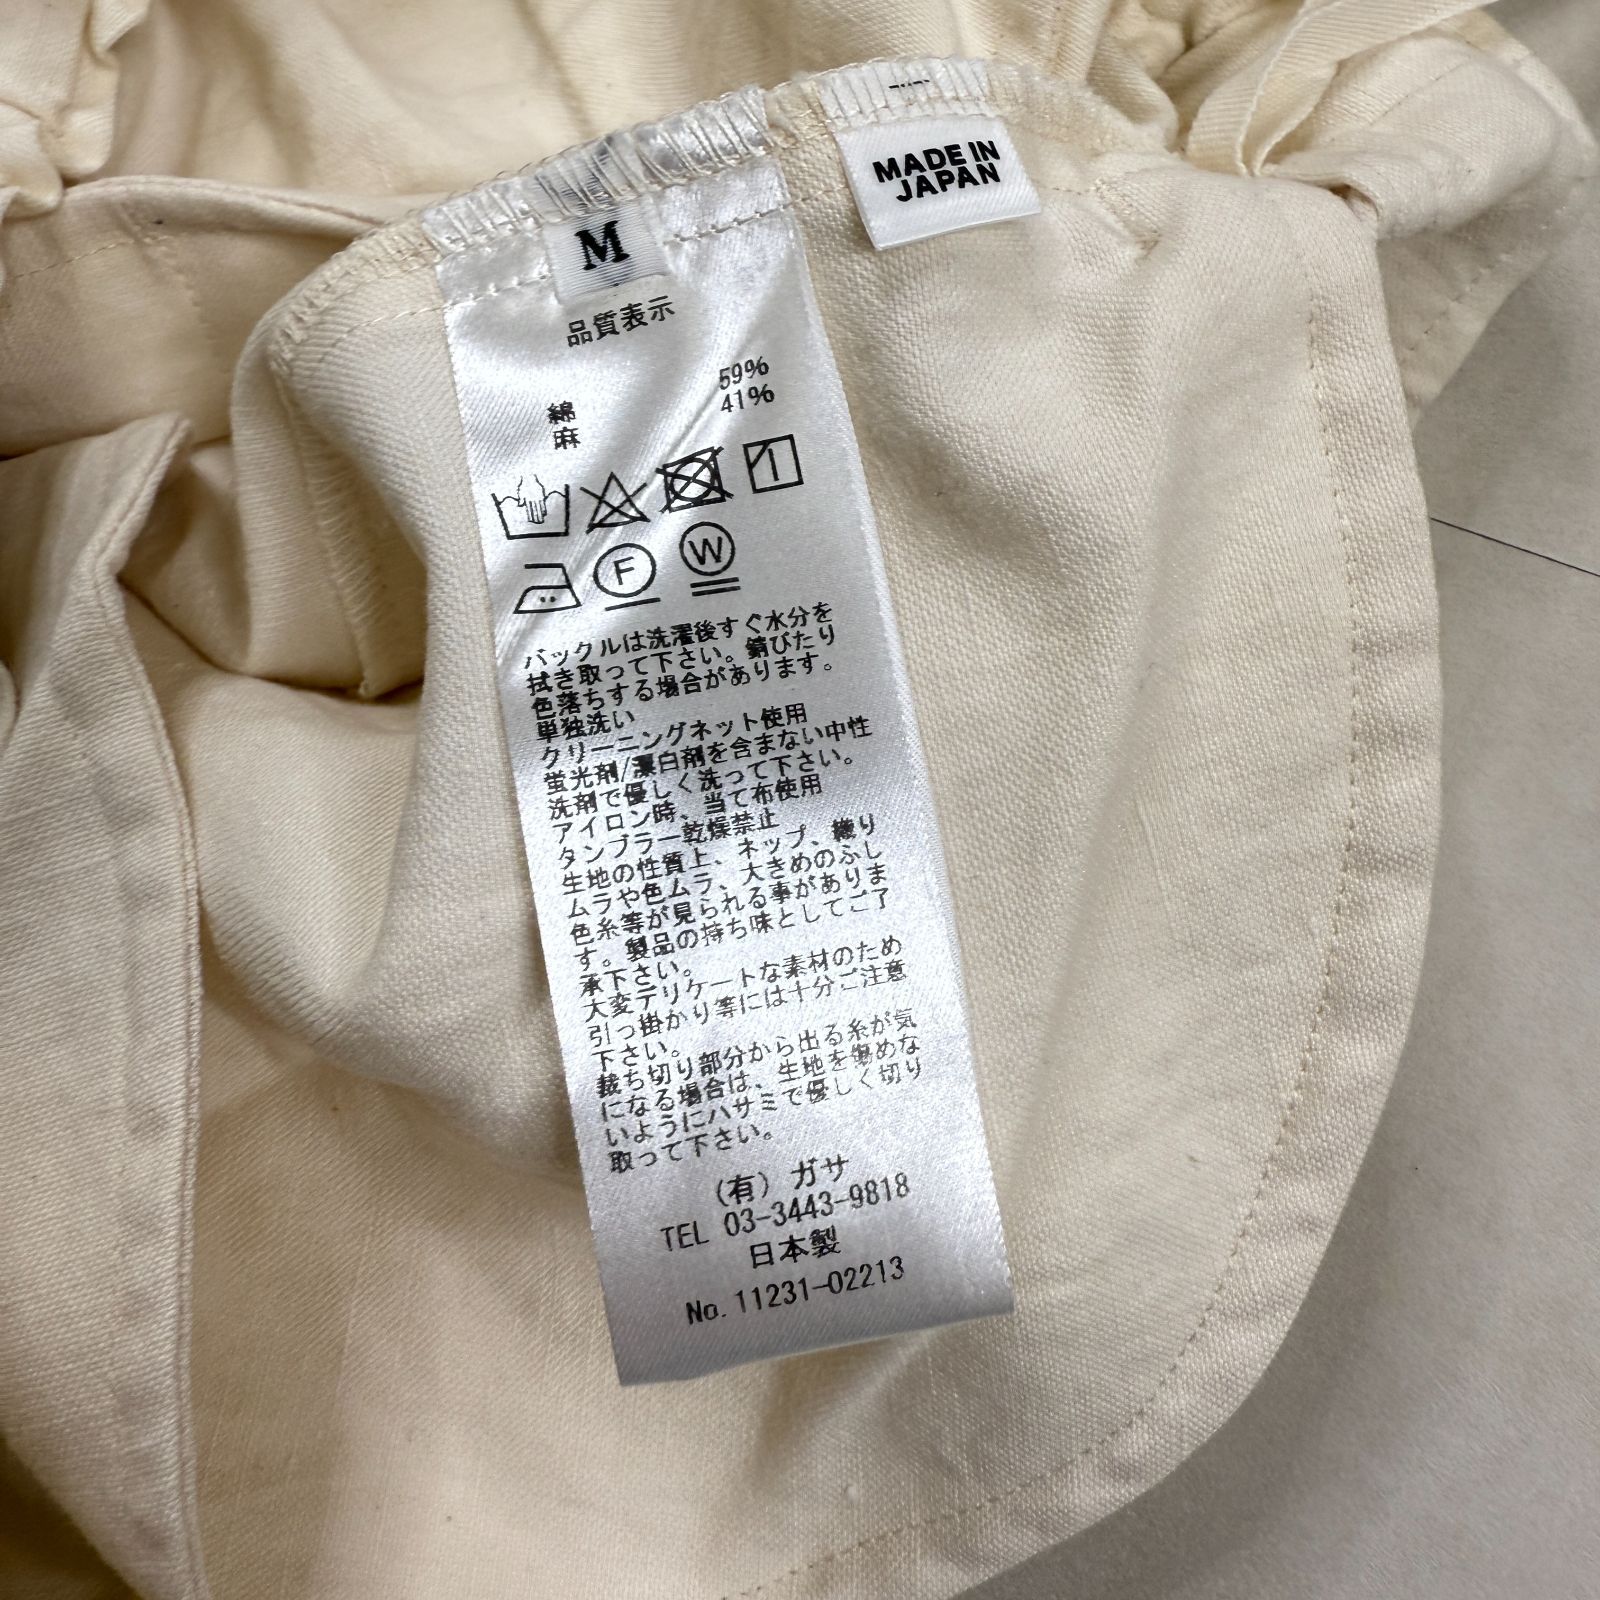 MADE IN
JAPAN
M
品質表示
綿 59%
麻 41%
F
W
バックルは洗濯後すぐ水分を
拭き取って下さい。錆びたり
色落ちする場合があります。
単独洗い
クリーニングネット使用
蛍光剤/漂白剤を含まない中性
洗剤で優しく洗って下さい。
アイロン時、当て布使用
タンブラー乾燥禁止
生地の性質上、ネップ、織り
ムラや色ムラ、大きめのふし
色糸等が見られる事がありま
す。製品の持ち味としてご了
承下さい。
大変デリケートな素材のため
引っ掛かり等には十分ご注意
下さい。
裁ち切り部分から出る糸が気
になる場合は、生地を傷めな
いようにハサミで優しく切り
取って下さい。
(有) ガサ
TEL 03-3443-9818
日本製
No. 11231-02213